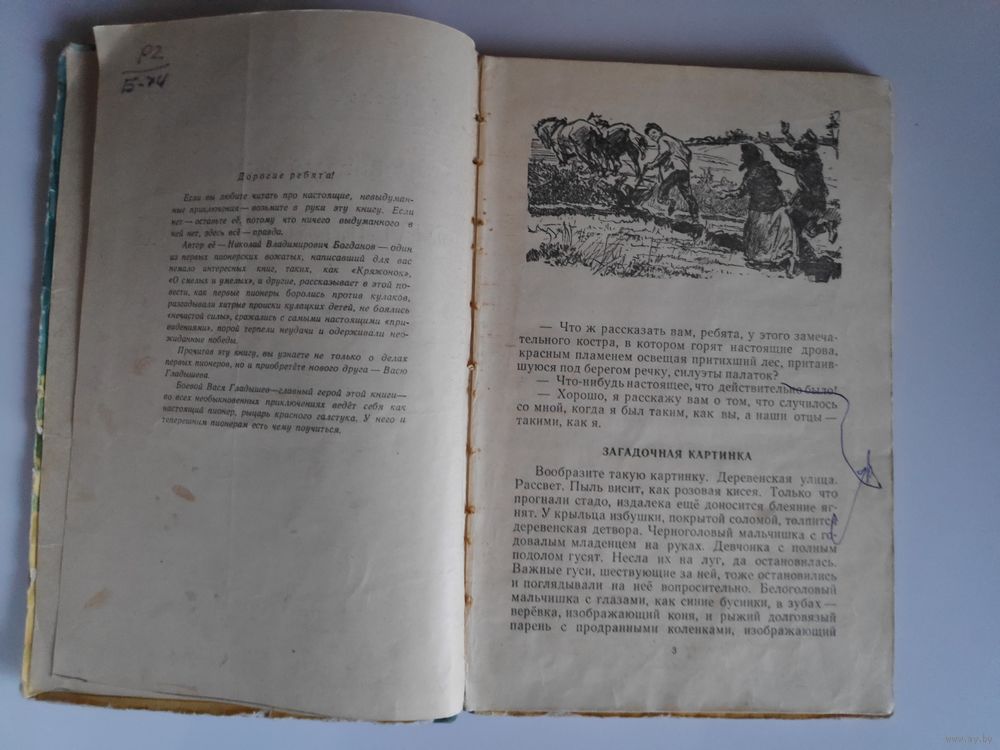 Р2
Б-74
Дорогие ребята!
Если вы любите читать про настоящие, невыдуман-
ные приключения — возьмите в руки эту книгу. Если
нет — оставьте её, потому что ничего выдуманного в
ней нет, здесь всё — правда.
Автор её — Николай Владимирович Богданов — один
из первых пионерских вожатых, написавший для вас
немало интересных книг, таких, как «Кряжонок»,
«О смелых и умелых», и другие, рассказывает в этой по-
вести, как первые пионеры боролись против кулаков,
разгадывали хитрые происки кулацких детей, не боялись
«нечистой силы», сражались с самыми настоящими «при-
видениями», порой терпели неудачи и одерживали нео-
жиданные победы.
Прочитав эту книгу, вы узнаете не только о делах
первых пионеров, но и приобретёте нового друга — Васю
Гладышева.
Боевой Вася Гладышев — главный герой этой книги —
во всех необыкновенных приключениях ведёт себя как
настоящий пионер, рыцарь красного галстука. У него и
теперешним пионерам есть чему поучиться.
— Что ж рассказать вам, ребята, у этого замеча-
тельного костра, в котором горят настоящие дрова,
красным пламенем освещая притихший лес, притаив-
шуюся под берегом речку, силуэты палаток?
— Что-нибудь настоящее, что действительно было!
— Хорошо, я расскажу вам о том, что случилось
со мной, когда я был таким, как вы, а наши отцы —
такими, как я.
ЗАГАДОЧНАЯ КАРТИНКА
Вообразите такую картинку. Деревенская улица.
Рассвет. Пыль висит, как розовая кисея. Только что
прогнали стадо, издалека ещё доносится блеяние яг-
нят. У крыльца избушки, покрытой соломой, толпится
деревенская детвора. Черноголовый мальчишка с го-
довалым младенцем на руках. Девчонка с полным
подолом гусят. Несла их на луг, да остановилась.
Важные гуси, шествующие за ней, тоже остановились
и поглядывали на неё вопросительно. Белоголовый
мальчишка с глазами, как синие бусинки, в зубах —
верёвка, изображающий коня, и рыжий долговязый
парень с продранными коленками, изображающий
3
www.ay.by